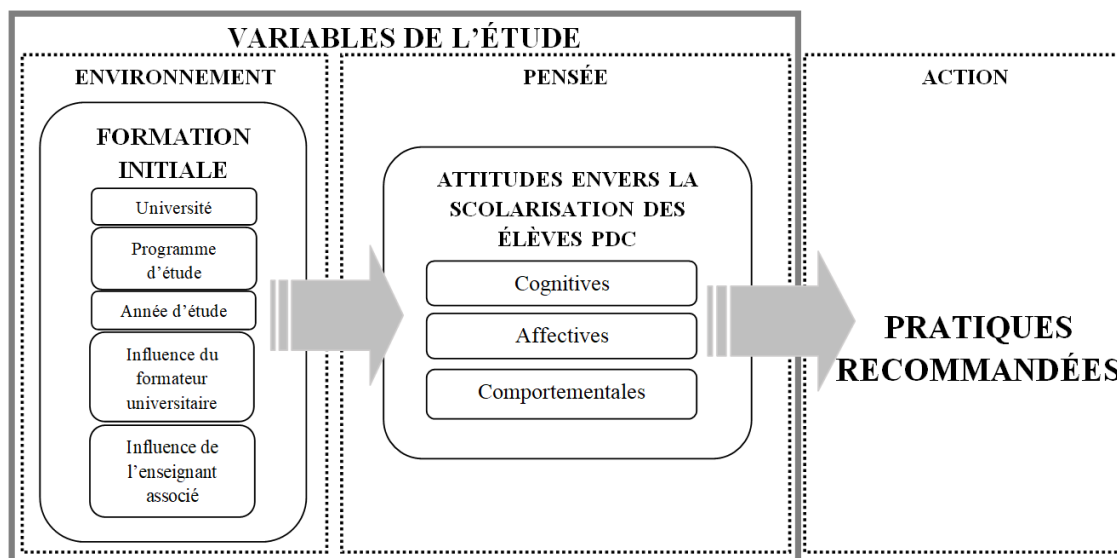 VARIABLES DE L’ÉTUDE
ENVIRONNEMENT
FORMATION
INITIALE
Université
Programme
d’étude
Année d’étude
Influence du
formateur
universitaire
Influence de
l’enseignant
associé
PENSÉE
ATTITUDES ENVERS LA
SCOLARISATION DES
ÉLÈVES PDC
Cognitives
Affectives
Comportementales
ACTION
PRATIQUES
RECOMMANDÉES